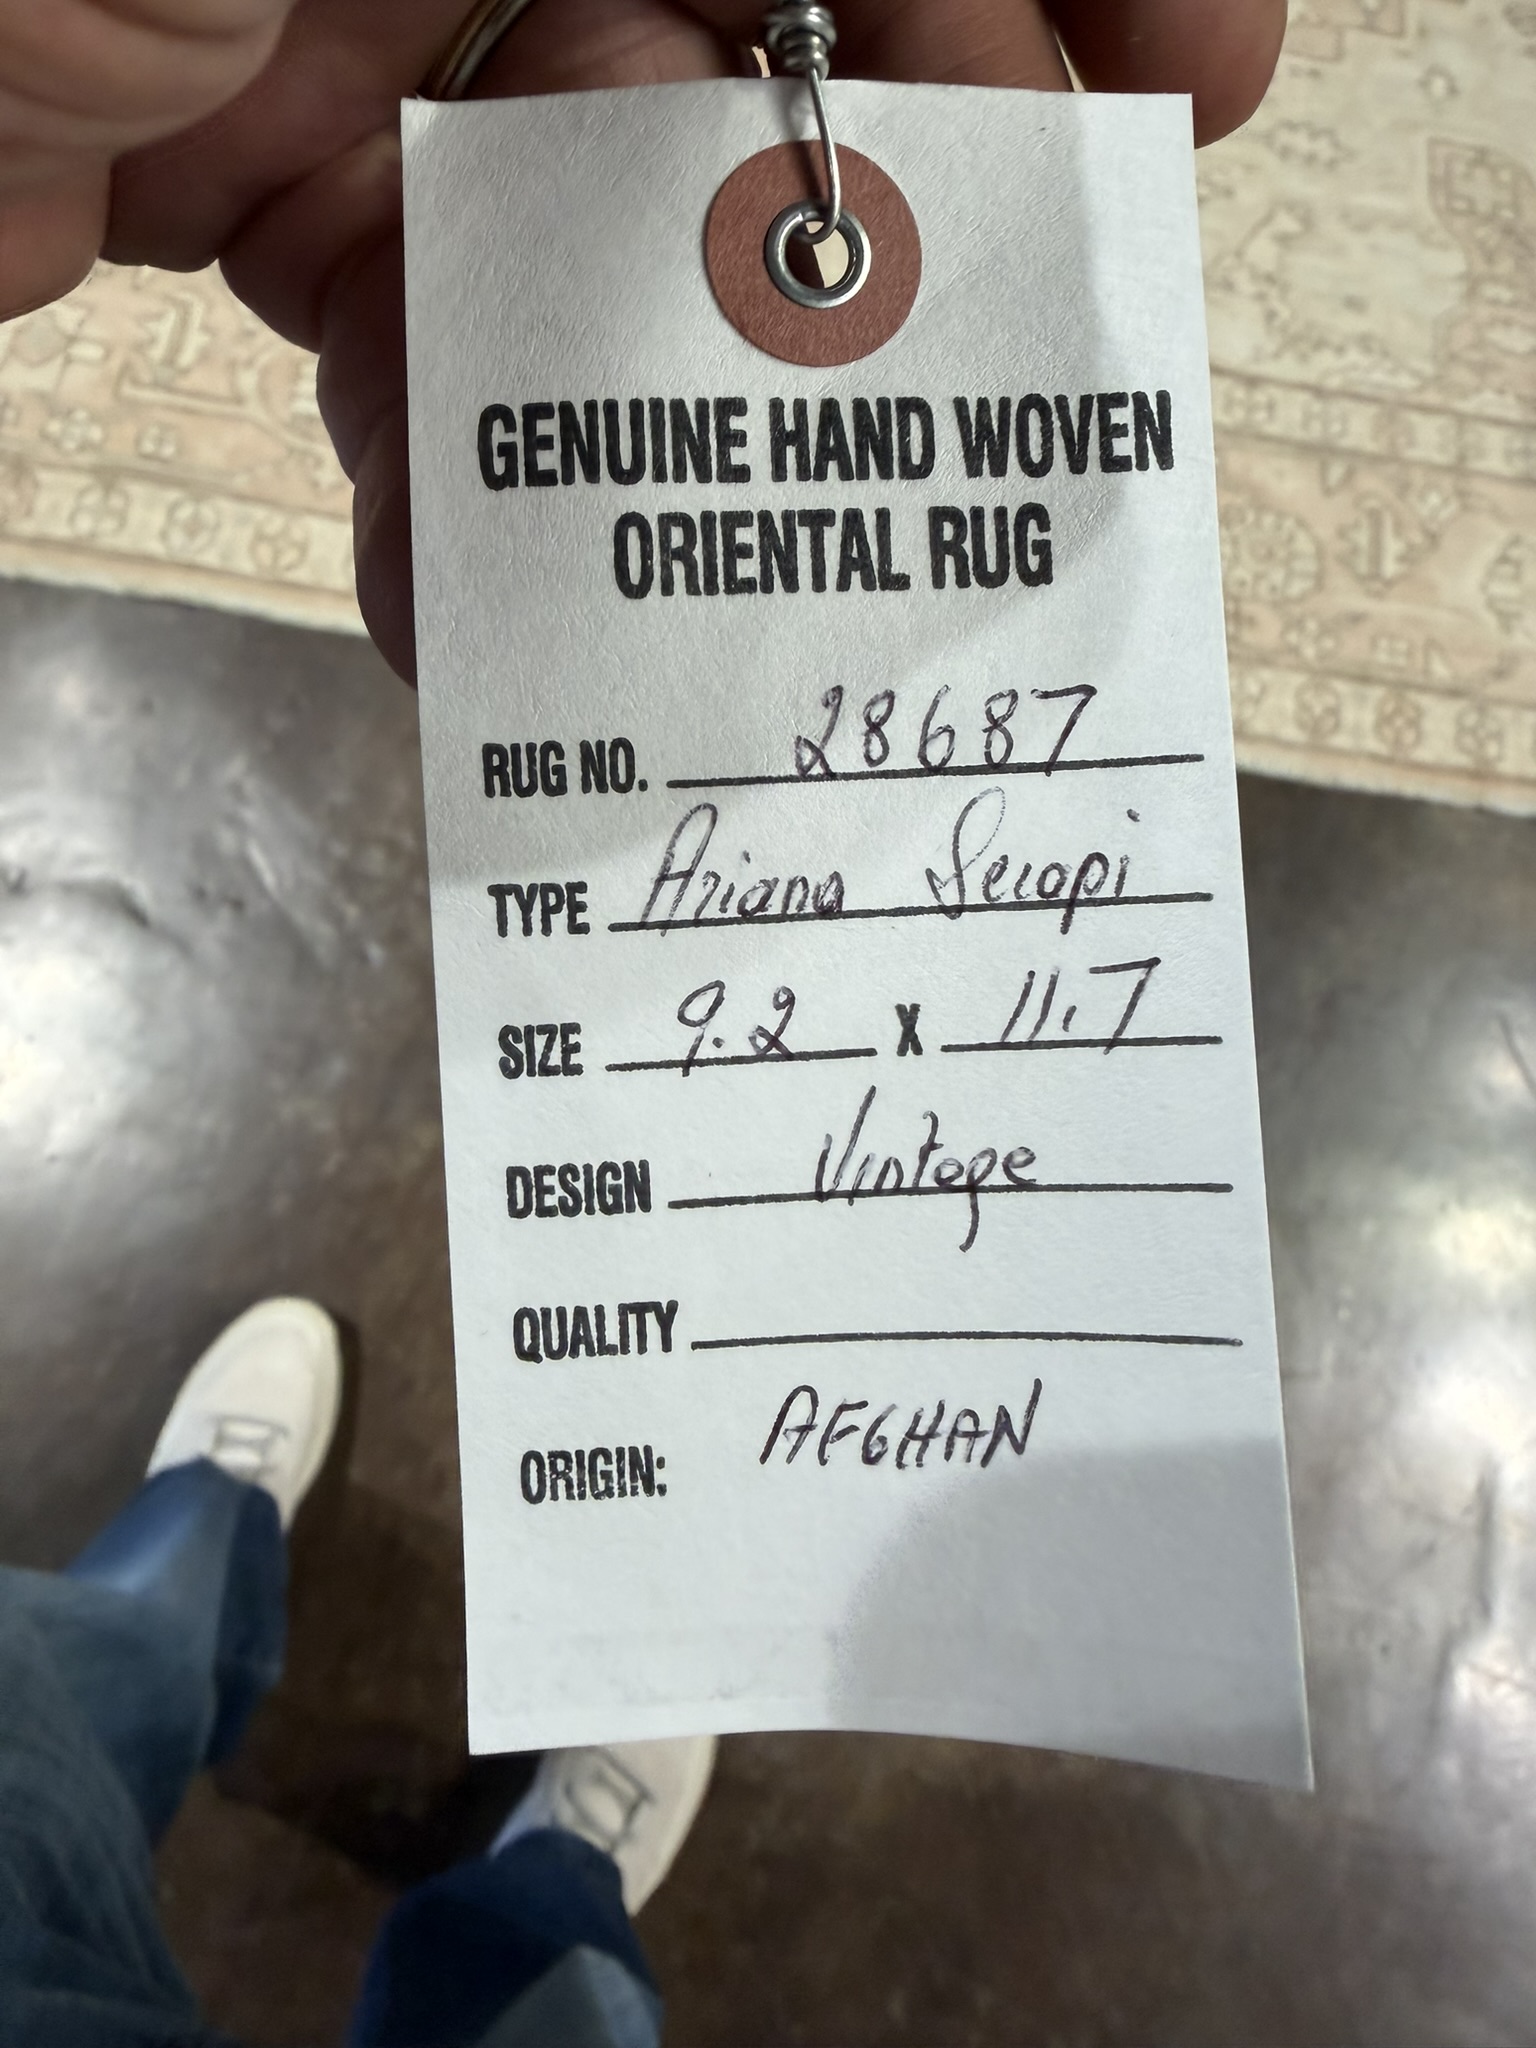 GENUINE HAND WOVEN
ORIENTAL RUG
RUG NO. 28687
TYPE Ariana Serapi
SIZE 9.2 X 11.7
DESIGN Vintage
QUALITY
ORIGIN: AFGHAN